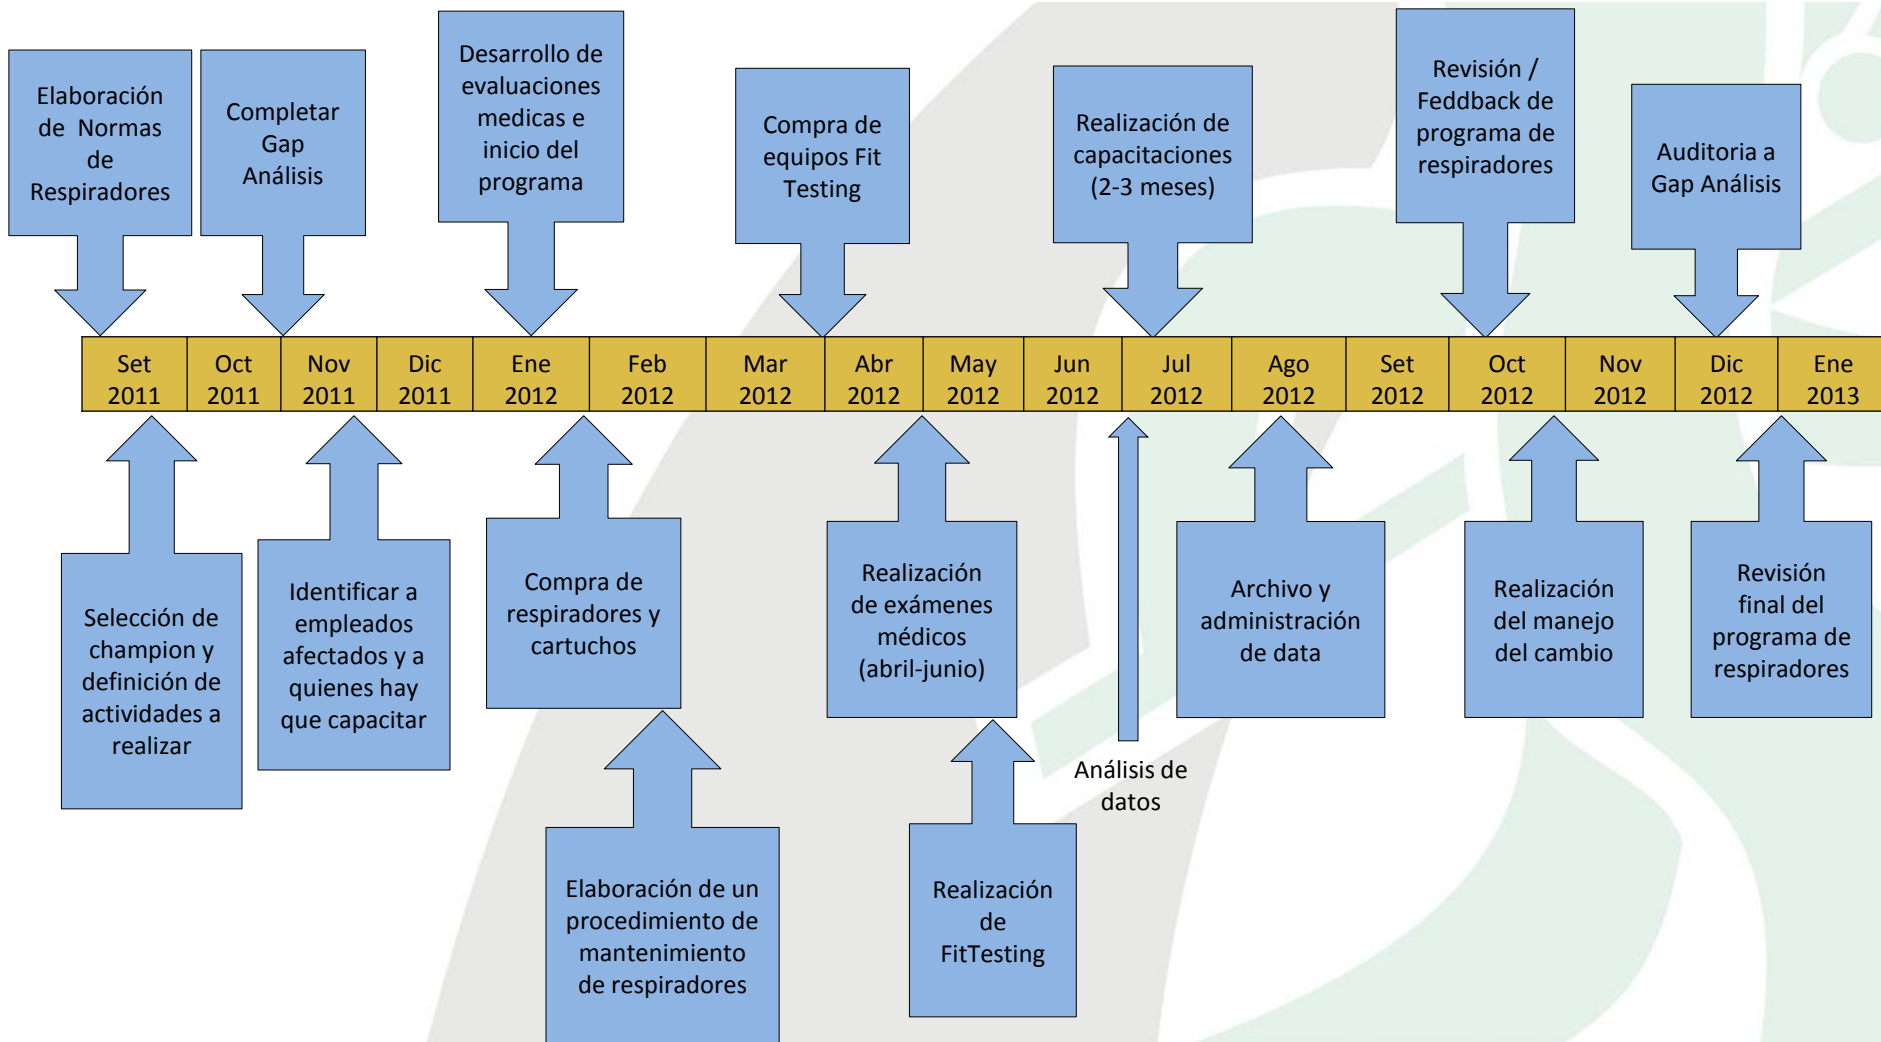 Elaboración
de Normas
de
Respiradores
Completar
Gap
Análisis
Desarrollo de
evaluaciones
medicas e
inicio del
programa
Compra de
equipos Fit
Testing
Realización de
capacitaciones
(2-3 meses)
Revisión /
Feddback de
programa de
respiradores
Auditoria a
Gap Análisis
Set
2011
Oct
2011
Nov
2011
Dic
2011
Ene
2012
Feb
2012
Mar
2012
Abr
2012
May
2012
Jun
2012
Jul
2012
Ago
2012
Set
2012
Oct
2012
Nov
2012
Dic
2012
Ene
2013
Selección de
champion y
definición de
actividades a
realizar
Identificar a
empleados
afectados y a
quienes hay
que capacitar
Compra de
respiradores y
cartuchos
Elaboración de un
procedimiento de
mantenimiento
de respiradores
Realización
de exámenes
médicos
(abril-junio)
Realización
de
FitTesting
Análisis de
datos
Archivo y
administración
de data
Realización
del manejo
del cambio
Revisión
final del
programa de
respiradores